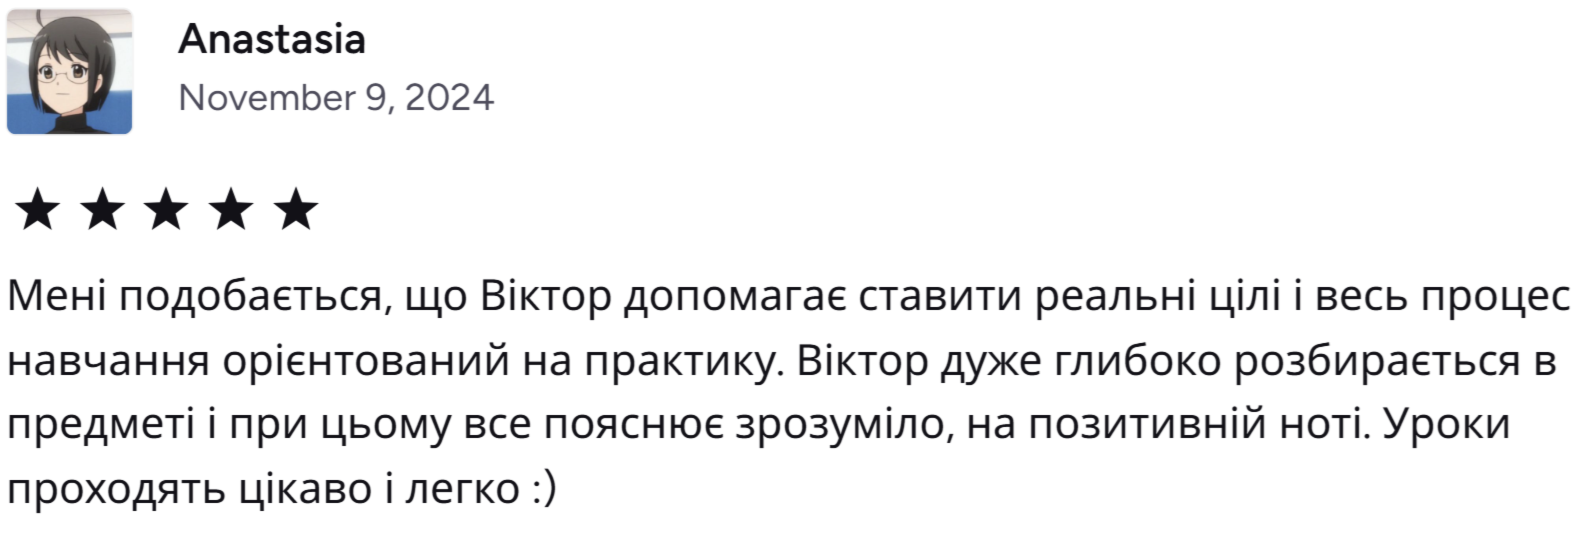 Anastasia
November 9, 2024
Мені подобається, що Віктор допомагає ставити реальні цілі і весь процес
навчання орієнтований на практику. Віктор дуже глибоко розбирається в
предметі і при цьому все пояснює зрозуміло, на позитивній ноті. Уроки
проходять цікаво і легко :)